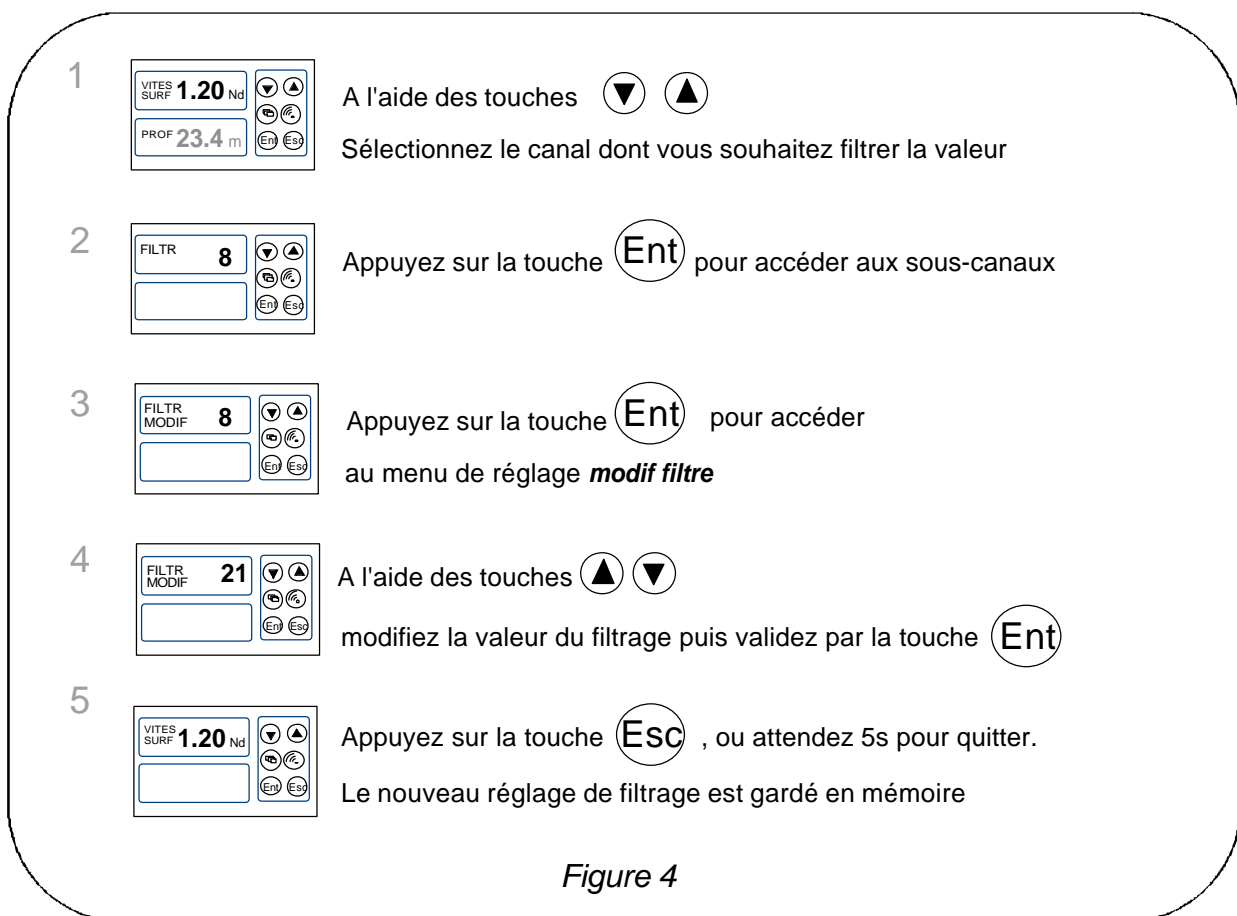 1
VITES
SURF 1.20 Nd
PROF 23.4 m
Ent Esc
A l'aide des touches
Sélectionnez le canal dont vous souhaitez filtrer la valeur
2
FILTR 8
Ent Esc
Appuyez sur la touche Ent pour accéder aux sous-canaux
3
FILTR
MODIF 8
Ent Esc
Appuyez sur la touche Ent pour accéder
au menu de réglage modif filtre
4
FILTR
MODIF 21
Ent Esc
A l'aide des touches
modifiez la valeur du filtrage puis validez par la touche Ent
5
VITES
SURF 1.20 Nd
Ent Esc
Appuyez sur la touche Esc , ou attendez 5s pour quitter.
Le nouveau réglage de filtrage est gardé en mémoire
Figure 4